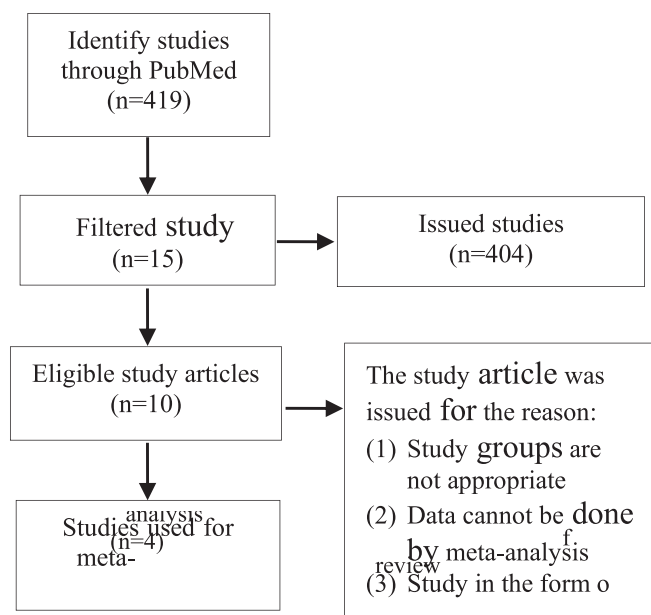 Identify studies
through PubMed
(n=419)
Filtered study
(n=15)
Issued studies
(n=404)
Eligible study articles
(n=10)
The study article was
issued for the reason:
(1) Study groups are
not appropriate
(2) Data cannot be done
by meta-analysis
(3) Study in the form o
f
review
Studies used for
meta-
analysis
(n=4)